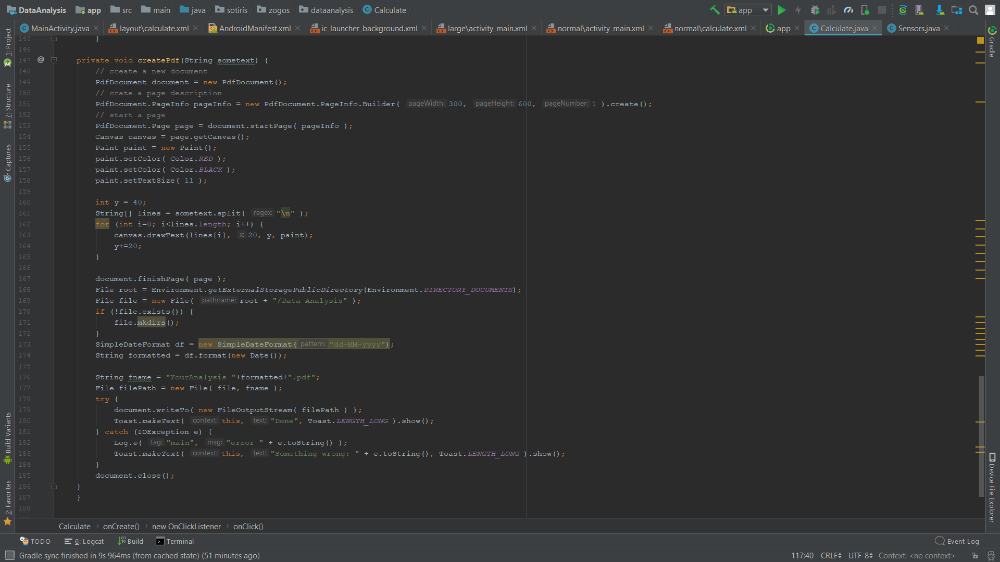 DataAnalysis app src main java sotiris zogos dataanalysis Calculate app
MainActivity.java layout\calculate.xml AndroidManifest.xml ic_launcher_background.xml large\activity_main.xml normal\activity_main.xml normal\calculate.xml app Calculate.java Sensors.java
1: Project
7: Structure
Captures
Build Variants
2: Favorites
Gradle
Device File Explorer
145 }
146
147 @ private void createPdf(String sometext) {
148 // create a new document
149 PdfDocument document = new PdfDocument();
150 // crate a page description
151 PdfDocument.PageInfo pageInfo = new PdfDocument.PageInfo.Builder( pageWidth: 300, pageHeight: 600, pageNumber: 1 ).create();
152 // start a page
153 PdfDocument.Page page = document.startPage( pageInfo );
154 Canvas canvas = page.getCanvas();
155 Paint paint = new Paint();
156 paint.setColor( Color.RED );
157 paint.setColor( Color.BLACK );
158 paint.setTextSize( 11 );
159
160 int y = 40;
161 String[] lines = sometext.split( regex: "\n" );
162 for (int i=0; i<lines.length; i++) {
163 canvas.drawText(lines[i], x: 20, y, paint);
164 y+=20;
165 }
166
167 document.finishPage( page );
168 File root = Environment.getExternalStoragePublicDirectory(Environment.DIRECTORY_DOCUMENTS);
169 File file = new File( pathname: root + "/Data Analysis" );
170 if (!file.exists()) {
171 file.mkdirs();
172 }
173 SimpleDateFormat df = new SimpleDateFormat( pattern: "dd-MM-yyyy");
174 String formatted = df.format(new Date());
175
176 String fname = "YourAnalysis-"+formatted+".pdf";
177 File filePath = new File( file, fname );
178 try {
179 document.writeTo( new FileOutputStream( filePath ) );
180 Toast.makeText( context: this, text: "Done", Toast.LENGTH_LONG ).show();
181 } catch (IOException e) {
182 Log.e( tag: "main", msg: "error " + e.toString() );
183 Toast.makeText( context: this, text: "Something wrong: " + e.toString(), Toast.LENGTH_LONG ).show();
184 }
185 document.close();
186 }
187 }
188
Calculate onCreate() new OnClickListener onClick()
TODO 6: Logcat Build Terminal Event Log
Gradle sync finished in 9s 964ms (from cached state) (51 minutes ago) 117:40 CRLF UTF-8 Context: <no context>